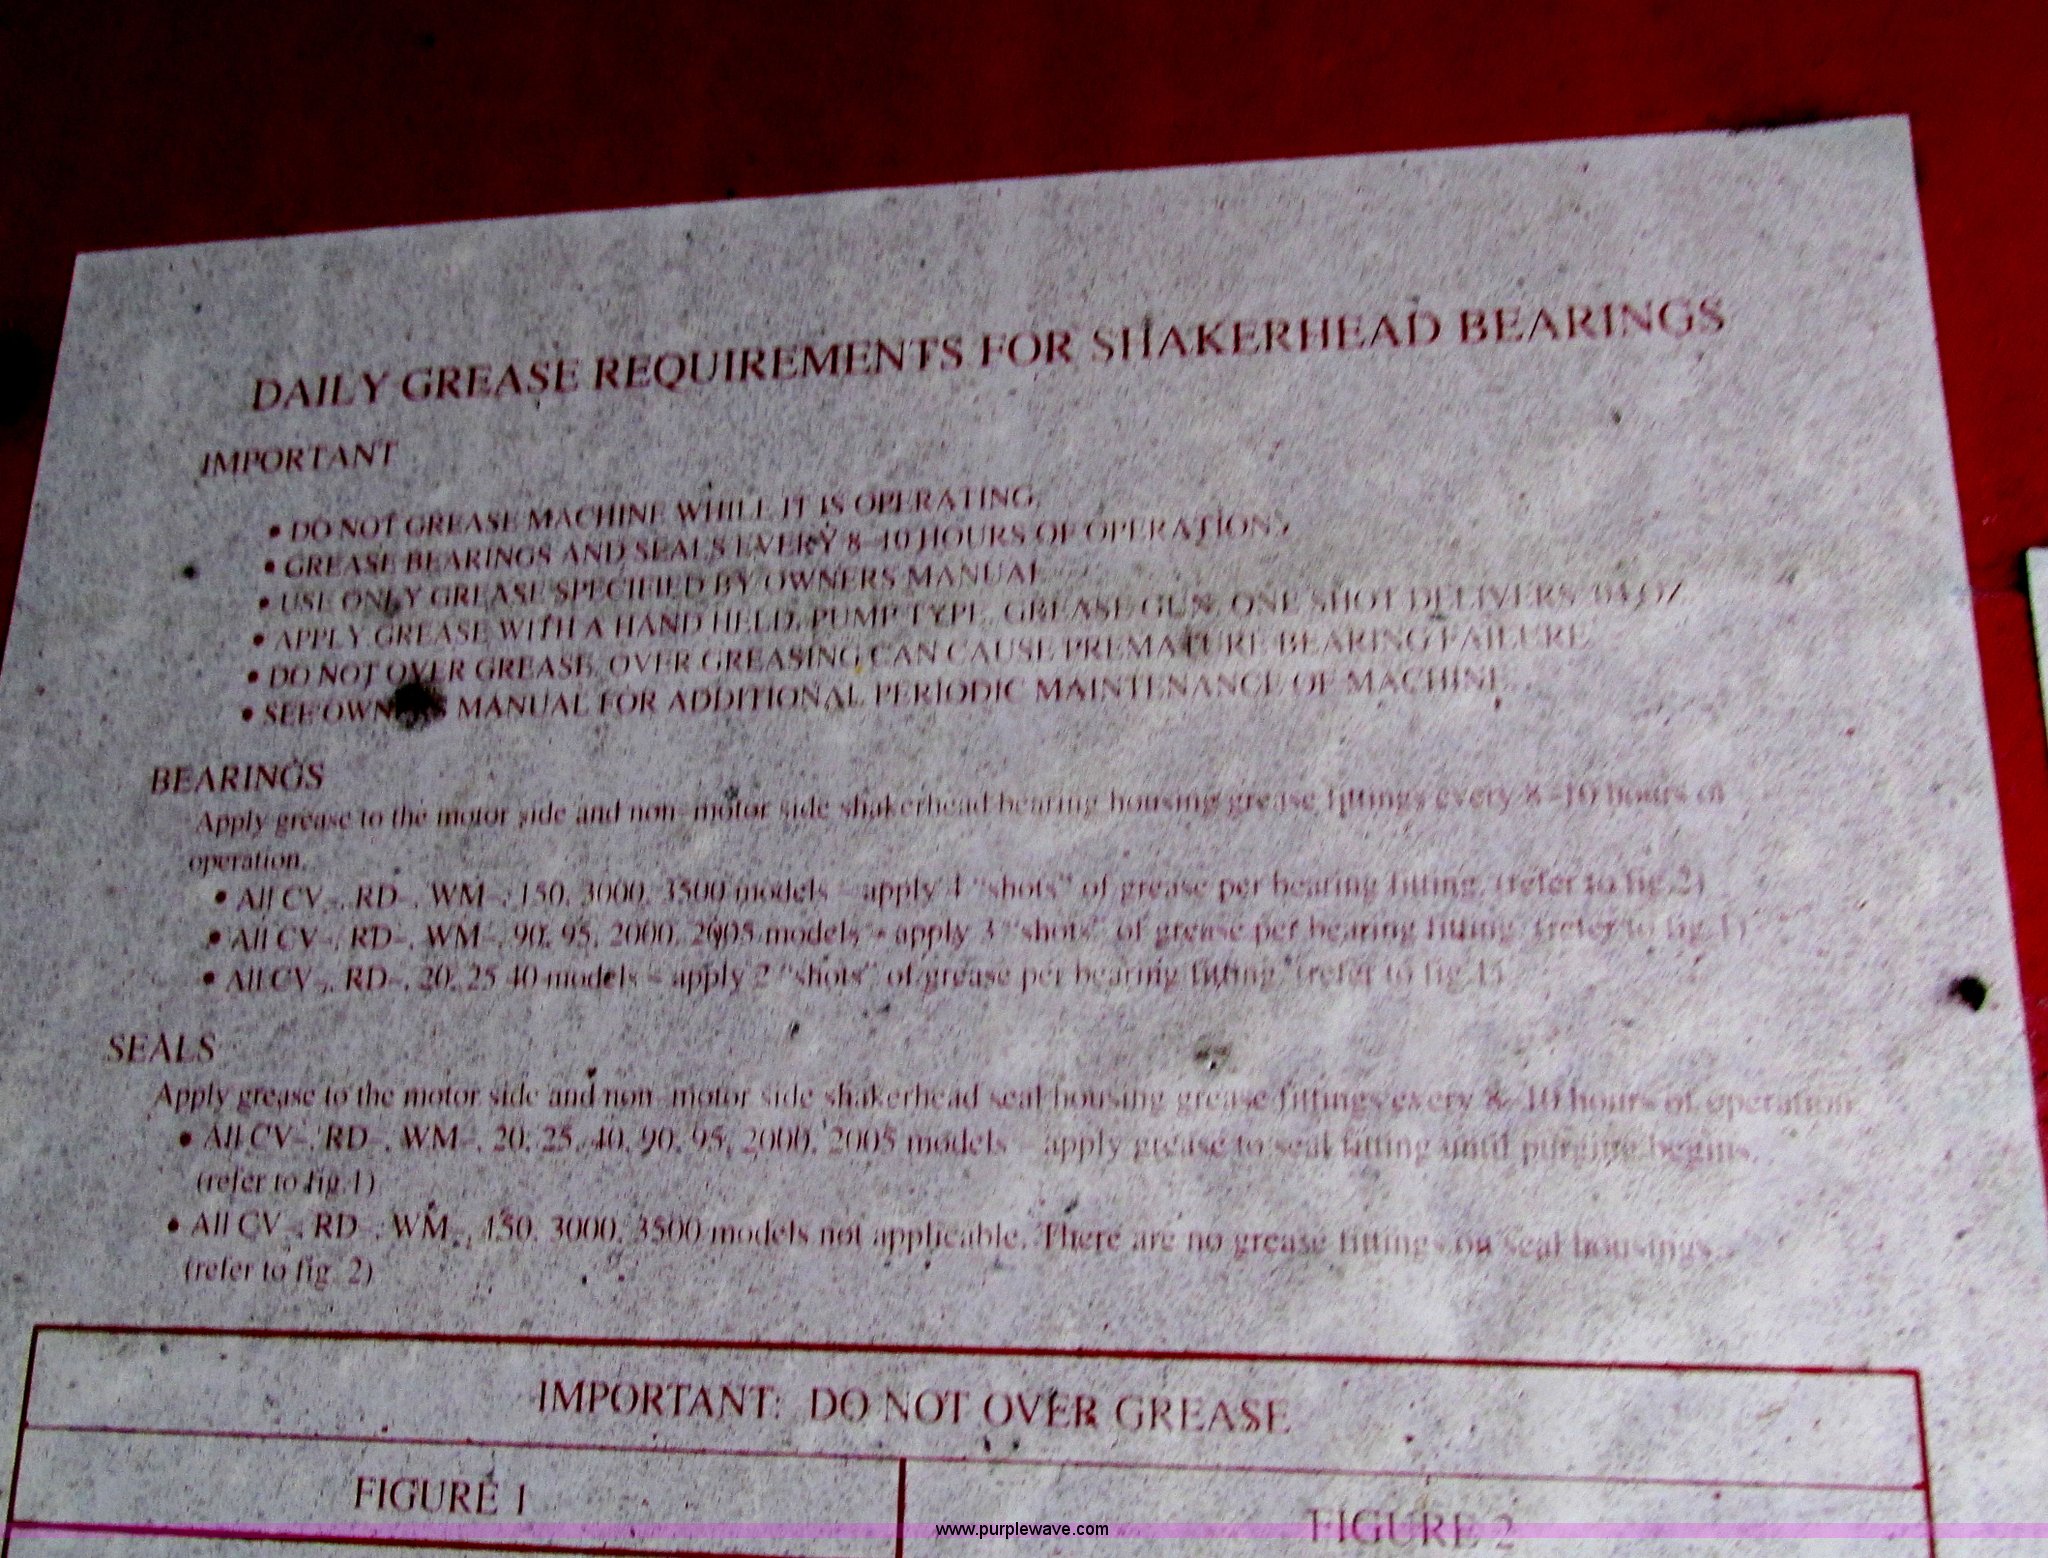 DAILY GREASE REQUIREMENTS FOR SHAKERHEAD BEARINGS
IMPORTANT
• DO NOT GREASE MACHINE WHILE IT IS OPERATING.
• GREASE BEARINGS AND SEALS EVERY 8–10 HOURS OF OPERATION
• USE ONLY GREASE SPECIFIED BY OWNERS MANUAL
• APPLY GREASE WITH A HAND HELD, PUMP TYPE, GREASE GUN. ONE SHOT DELIVERS
• DO NOT OVER GREASE, OVER GREASING CAN CAUSE PREMATURE BEARING FAILURE
• SEE OWNERS MANUAL FOR ADDITIONAL PERIODIC MAINTENANCE OF MACHINE.
BEARINGS
Apply grease to the motor side and non–motor side shakerhead bearing housing grease fittings every 8–10 hours of
operation.
• All CV–, RD–, WM–, 150, 3000, 3500 models – apply 4 "shots" of grease per bearing fitting. (refer to fig.2)
• All CV–, RD–, WM–, 90, 95, 2000, 2005 models – apply 3 "shots" of grease per bearing fitting. (refer to fig.1)
• All CV–, RD–, 20, 25 40 models – apply 2 "shots" of grease per bearing fitting. (refer to fig.1)
SEALS
Apply grease to the motor side and non–motor side shakerhead seal housing grease fittings every 8–10 hours of operation
• All CV–, RD–, WM–, 20, 25, 40, 90, 95, 2000, 2005 models – apply grease to seal fitting until purging begins.
(refer to fig.1)
• All CV–, RD–, WM–, 150, 3000, 3500 models not applicable. There are no grease fittings on seal housings.
(refer to fig. 2)
IMPORTANT: DO NOT OVER GREASE
FIGURE 1
FIGURE 2
www.purplewave.com